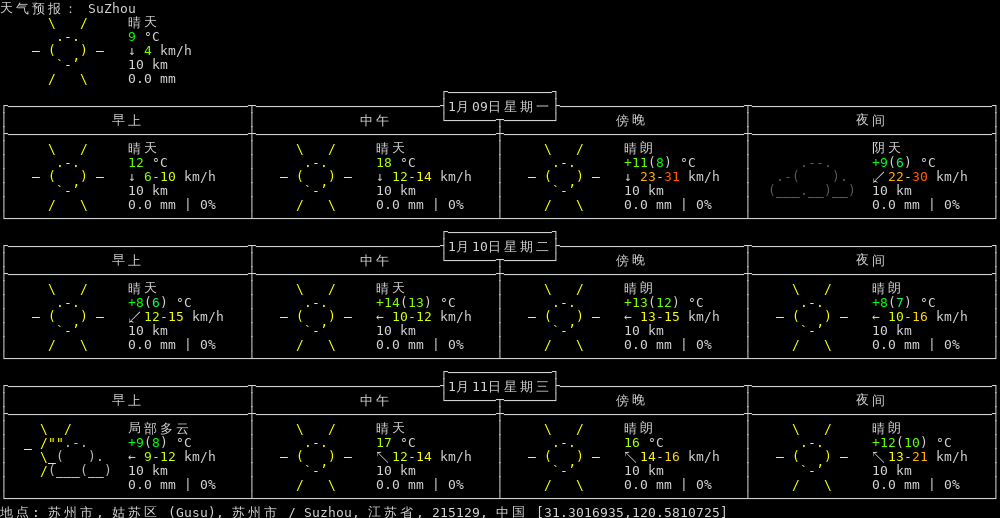 天气预报： SuZhou
晴天
9 °C
↓ 4 km/h
10 km
0.0 mm
1月09日星期一
早上 中午 傍晚 夜间
晴天 晴天 晴朗 阴天
12 °C 18 °C +11(8) °C +9(6) °C
↓ 6-10 km/h ↓ 12-14 km/h ↓ 23-31 km/h ↙ 22-30 km/h
10 km 10 km 10 km 10 km
0.0 mm | 0% 0.0 mm | 0% 0.0 mm | 0% 0.0 mm | 0%
1月10日星期二
早上 中午 傍晚 夜间
晴天 晴天 晴朗 晴朗
+8(6) °C +14(13) °C +13(12) °C +8(7) °C
↙ 12-15 km/h ← 10-12 km/h ← 13-15 km/h ← 10-16 km/h
10 km 10 km 10 km 10 km
0.0 mm | 0% 0.0 mm | 0% 0.0 mm | 0% 0.0 mm | 0%
1月11日星期三
早上 中午 傍晚 夜间
局部多云 晴天 晴朗 晴朗
+9(8) °C 17 °C 16 °C +12(10) °C
← 9-12 km/h ↖ 12-14 km/h ↖ 14-16 km/h ↖ 13-21 km/h
10 km 10 km 10 km 10 km
0.0 mm | 0% 0.0 mm | 0% 0.0 mm | 0% 0.0 mm | 0%
地点: 苏州市, 姑苏区 (Gusu), 苏州市 / Suzhou, 江苏省, 215129, 中国 [31.3016935,120.5810725]